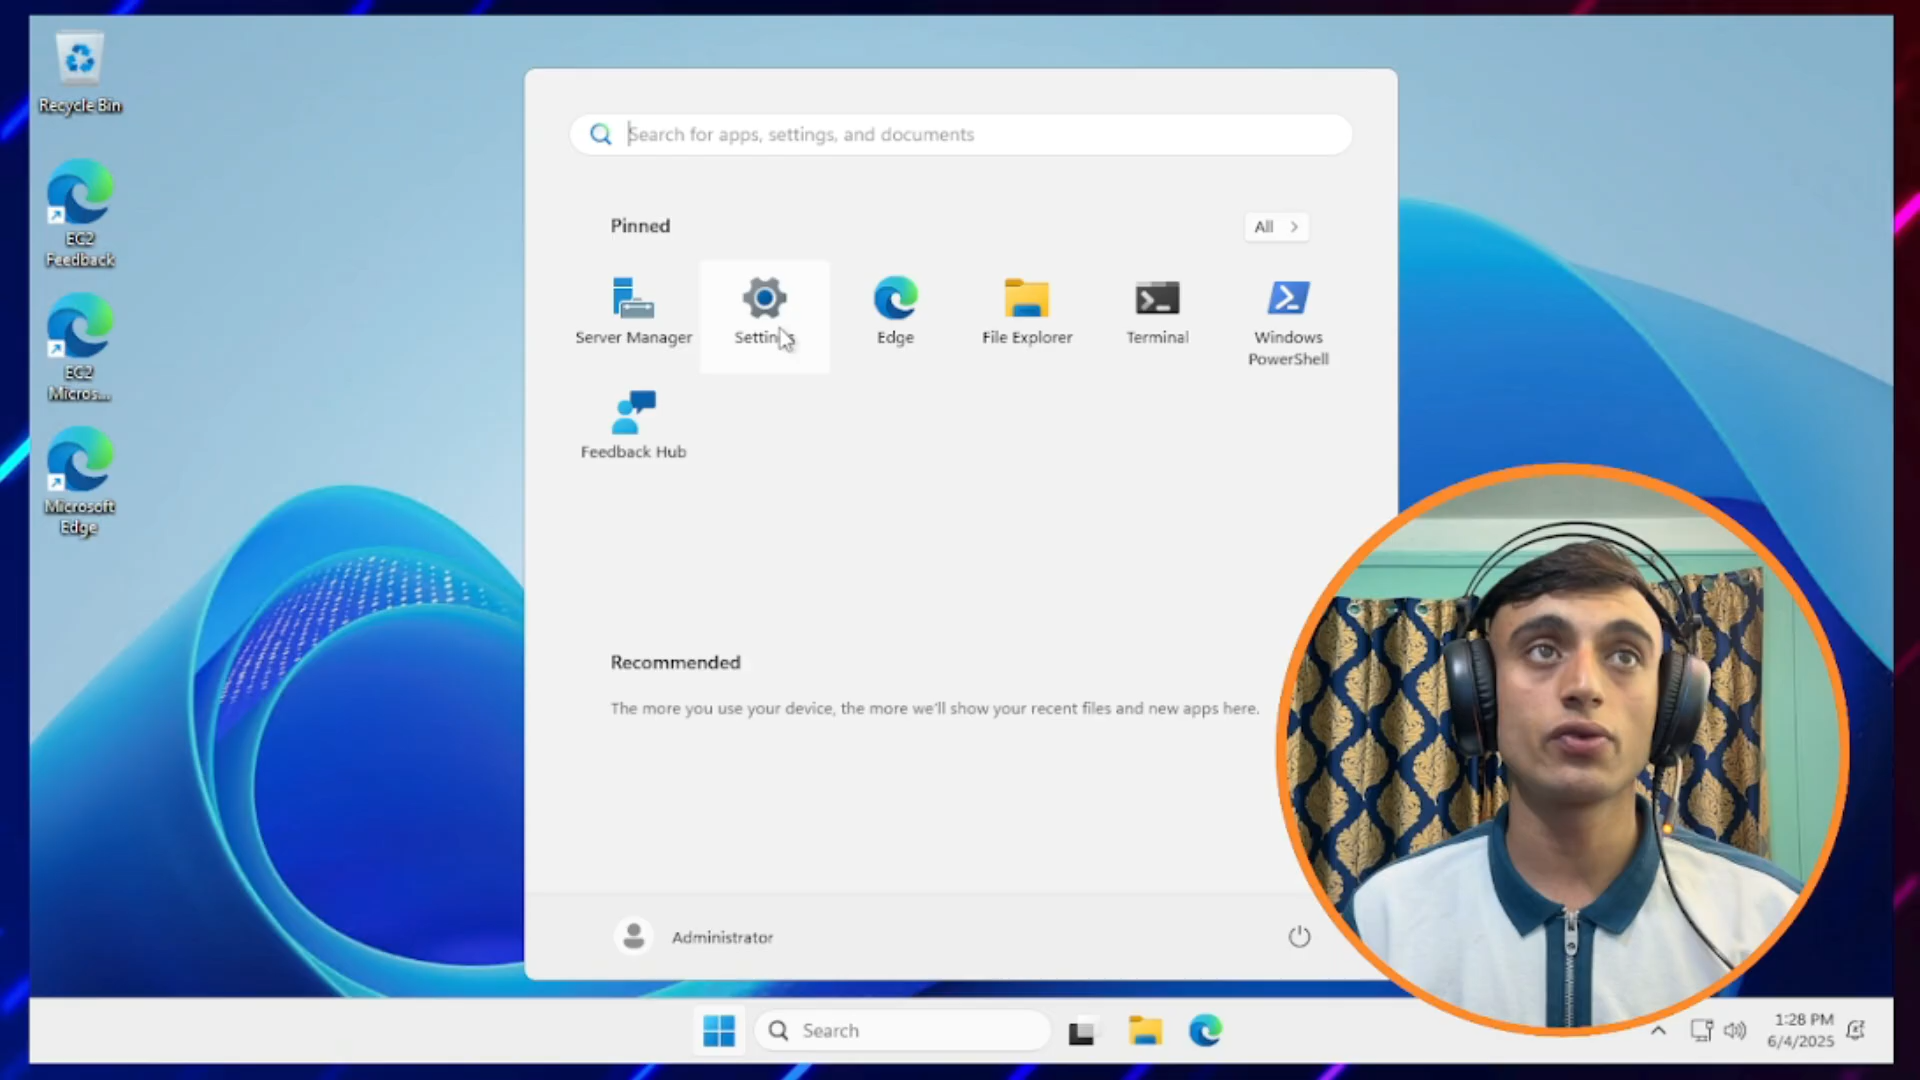 Recycle Bin
EC2
Feedback
EC2
Micros...
Microsoft
Edge
Search for apps, settings, and documents
Pinned
All
Server Manager
Settings
Edge
File Explorer
Terminal
Windows
PowerShell
Feedback Hub
Recommended
The more you use your device, the more we'll show your recent files and new apps here.
Administrator
Search
1:28 PM
6/4/2025